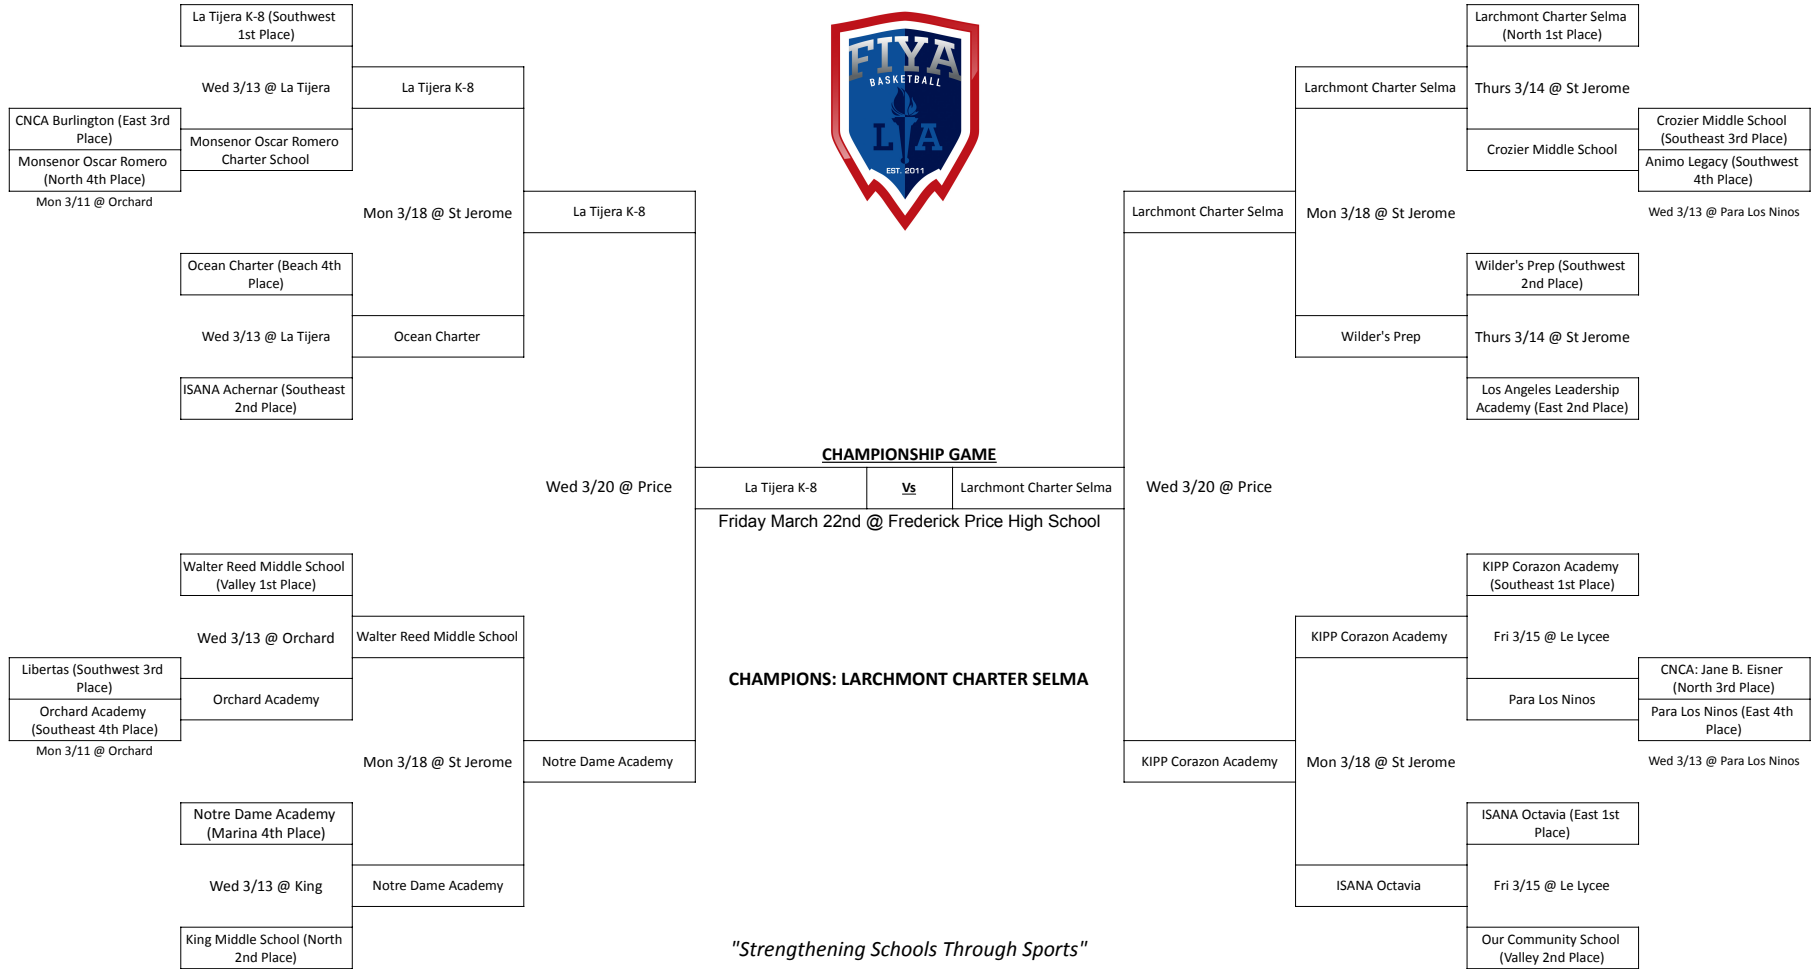 La Tijera K-8 (Southwest
1st Place)
Wed 3/13 @ La Tijera
La Tijera K-8
CNCA Burlington (East 3rd
Place)
Monsenor Oscar Romero
(North 4th Place)
Mon 3/11 @ Orchard
Monsenor Oscar Romero
Charter School
Mon 3/18 @ St Jerome
La Tijera K-8
Ocean Charter (Beach 4th
Place)
Wed 3/13 @ La Tijera
Ocean Charter
ISANA Achernar (Southeast
2nd Place)
Wed 3/20 @ Price
Walter Reed Middle School
(Valley 1st Place)
Wed 3/13 @ Orchard
Walter Reed Middle School
Libertas (Southwest 3rd
Place)
Orchard Academy
(Southeast 4th Place)
Mon 3/11 @ Orchard
Orchard Academy
Mon 3/18 @ St Jerome
Notre Dame Academy
Notre Dame Academy
(Marina 4th Place)
Wed 3/13 @ King
Notre Dame Academy
King Middle School (North
2nd Place)
FIYA
BASKETBALL
LA
EST. 2011
CHAMPIONSHIP GAME
La Tijera K-8
Vs
Larchmont Charter Selma
Friday March 22nd @ Frederick Price High School
CHAMPIONS: LARCHMONT CHARTER SELMA
"Strengthening Schools Through Sports"
Larchmont Charter Selma
(North 1st Place)
Larchmont Charter Selma
Thurs 3/14 @ St Jerome
Crozier Middle School
Crozier Middle School
(Southeast 3rd Place)
Animo Legacy (Southwest
4th Place)
Wed 3/13 @ Para Los Ninos
Larchmont Charter Selma
Mon 3/18 @ St Jerome
Wilder's Prep (Southwest
2nd Place)
Wilder's Prep
Thurs 3/14 @ St Jerome
Los Angeles Leadership
Academy (East 2nd Place)
Wed 3/20 @ Price
KIPP Corazon Academy
(Southeast 1st Place)
KIPP Corazon Academy
Fri 3/15 @ Le Lycee
Para Los Ninos
CNCA: Jane B. Eisner
(North 3rd Place)
Para Los Ninos (East 4th
Place)
Wed 3/13 @ Para Los Ninos
KIPP Corazon Academy
Mon 3/18 @ St Jerome
ISANA Octavia (East 1st
Place)
ISANA Octavia
Fri 3/15 @ Le Lycee
Our Community School
(Valley 2nd Place)